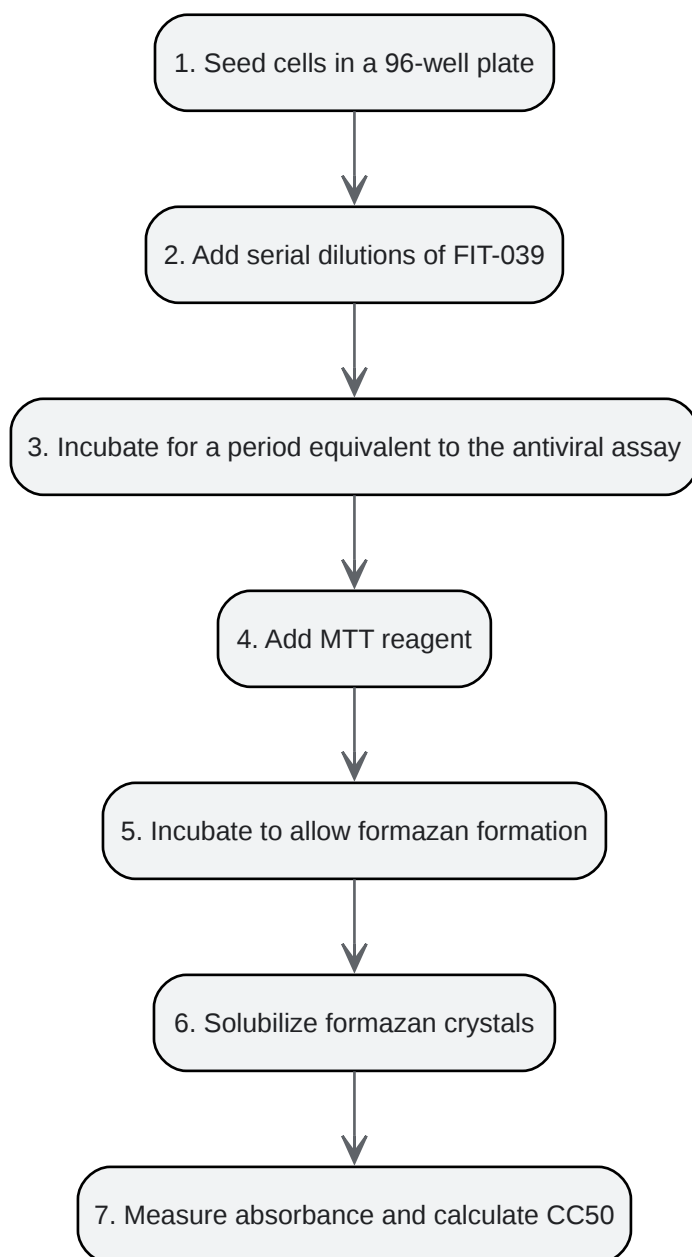 1. Seed cells in a 96-well plate
2. Add serial dilutions of FIT-039
3. Incubate for a period equivalent to the antiviral assay
4. Add MTT reagent
5. Incubate to allow formazan formation
6. Solubilize formazan crystals
7. Measure absorbance and calculate CC50